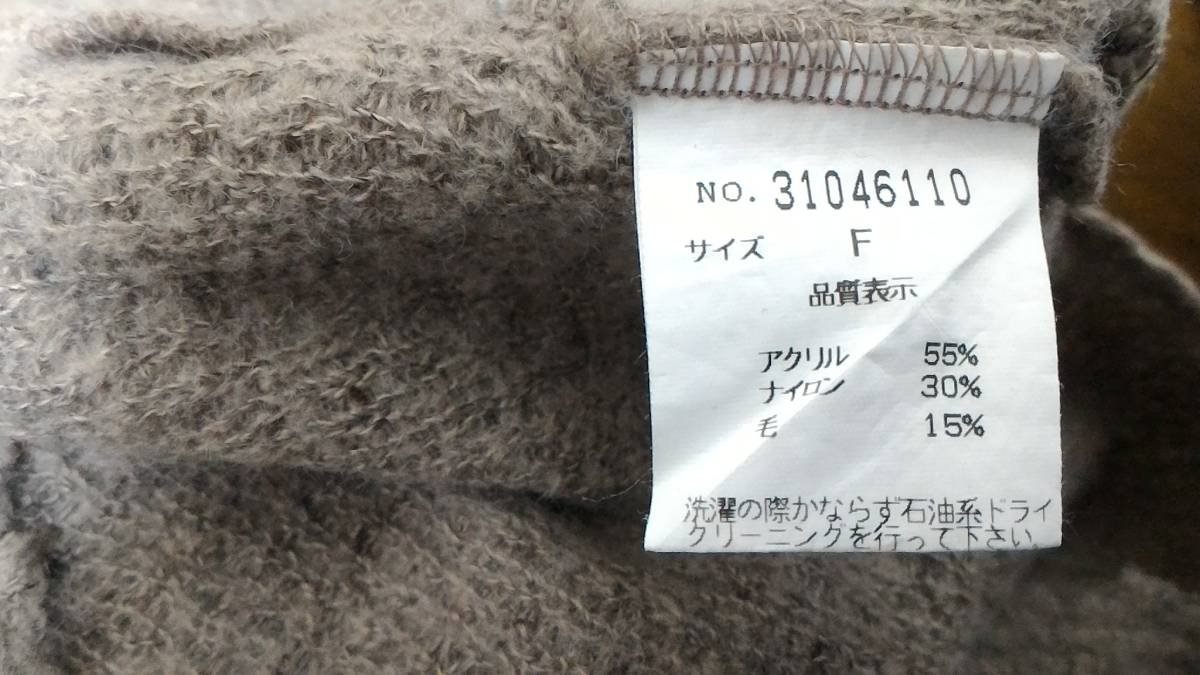 NO. 31046110
サイズ F
品質表示
アクリル 55%
ナイロン 30%
毛 15%
洗濯の際かならず石油系ドライ
クリーニングを行って下さい。